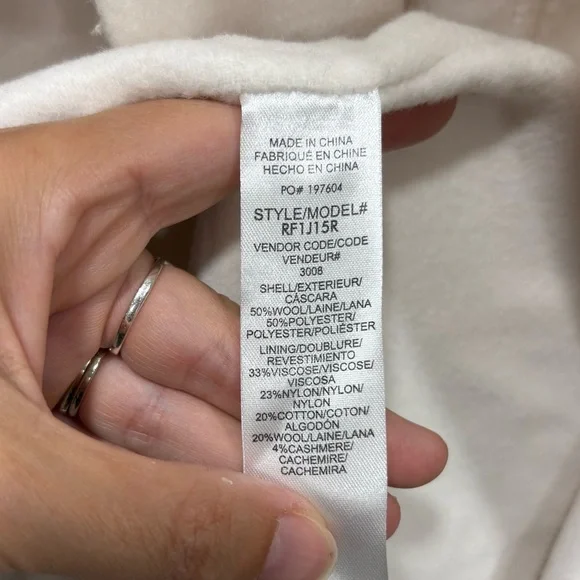 MADE IN CHINA
FABRIQUÉ EN CHINE
HECHO EN CHINA
PO# 197604
STYLE/MODEL#
RF1J15R
VENDOR CODE/CODE
VENDEUR#
3008
SHELL/EXTERIEUR/
CÁSCARA
50%WOOL/LAINE/LANA
50%POLYESTER/
POLYESTER/POLIÉSTER
LINING/DOUBLURE/
REVESTIMIENTO
33%VISCOSE/VISCOSE/
VISCOSA
23%NYLON/NYLON/
NYLON
20%COTTON/COTON/
ALGODÓN
20%WOOL/LAINE/LANA
4%CASHMERE/
CACHEMIRE/
CACHEMIRA